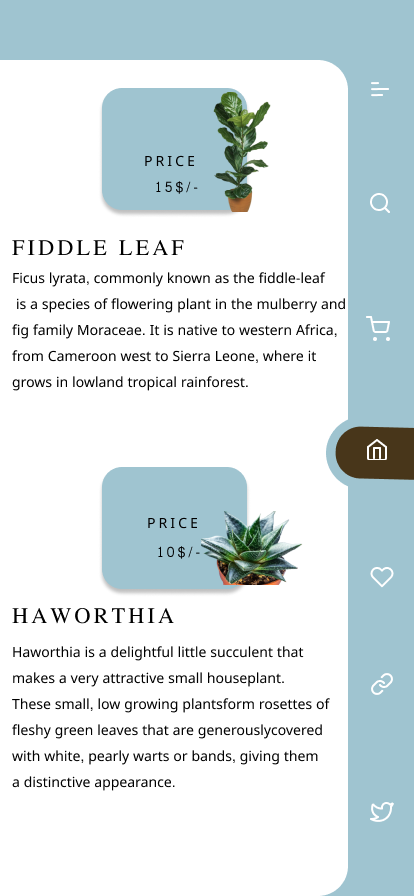 PRICE
15$/-
FIDDLE LEAF
Ficus lyrata, commonly known as the fiddle-leaf
is a species of flowering plant in the mulberry and
fig family Moraceae. It is native to western Africa,
from Cameroon west to Sierra Leone, where it
grows in lowland tropical rainforest.
PRICE
10$/-
HAWORTHIA
Haworthia is a delightful little succulent that
makes a very attractive small houseplant.
These small, low growing plantsform rosettes of
fleshy green leaves that are generouslycovered
with white, pearly warts or bands, giving them
a distinctive appearance.